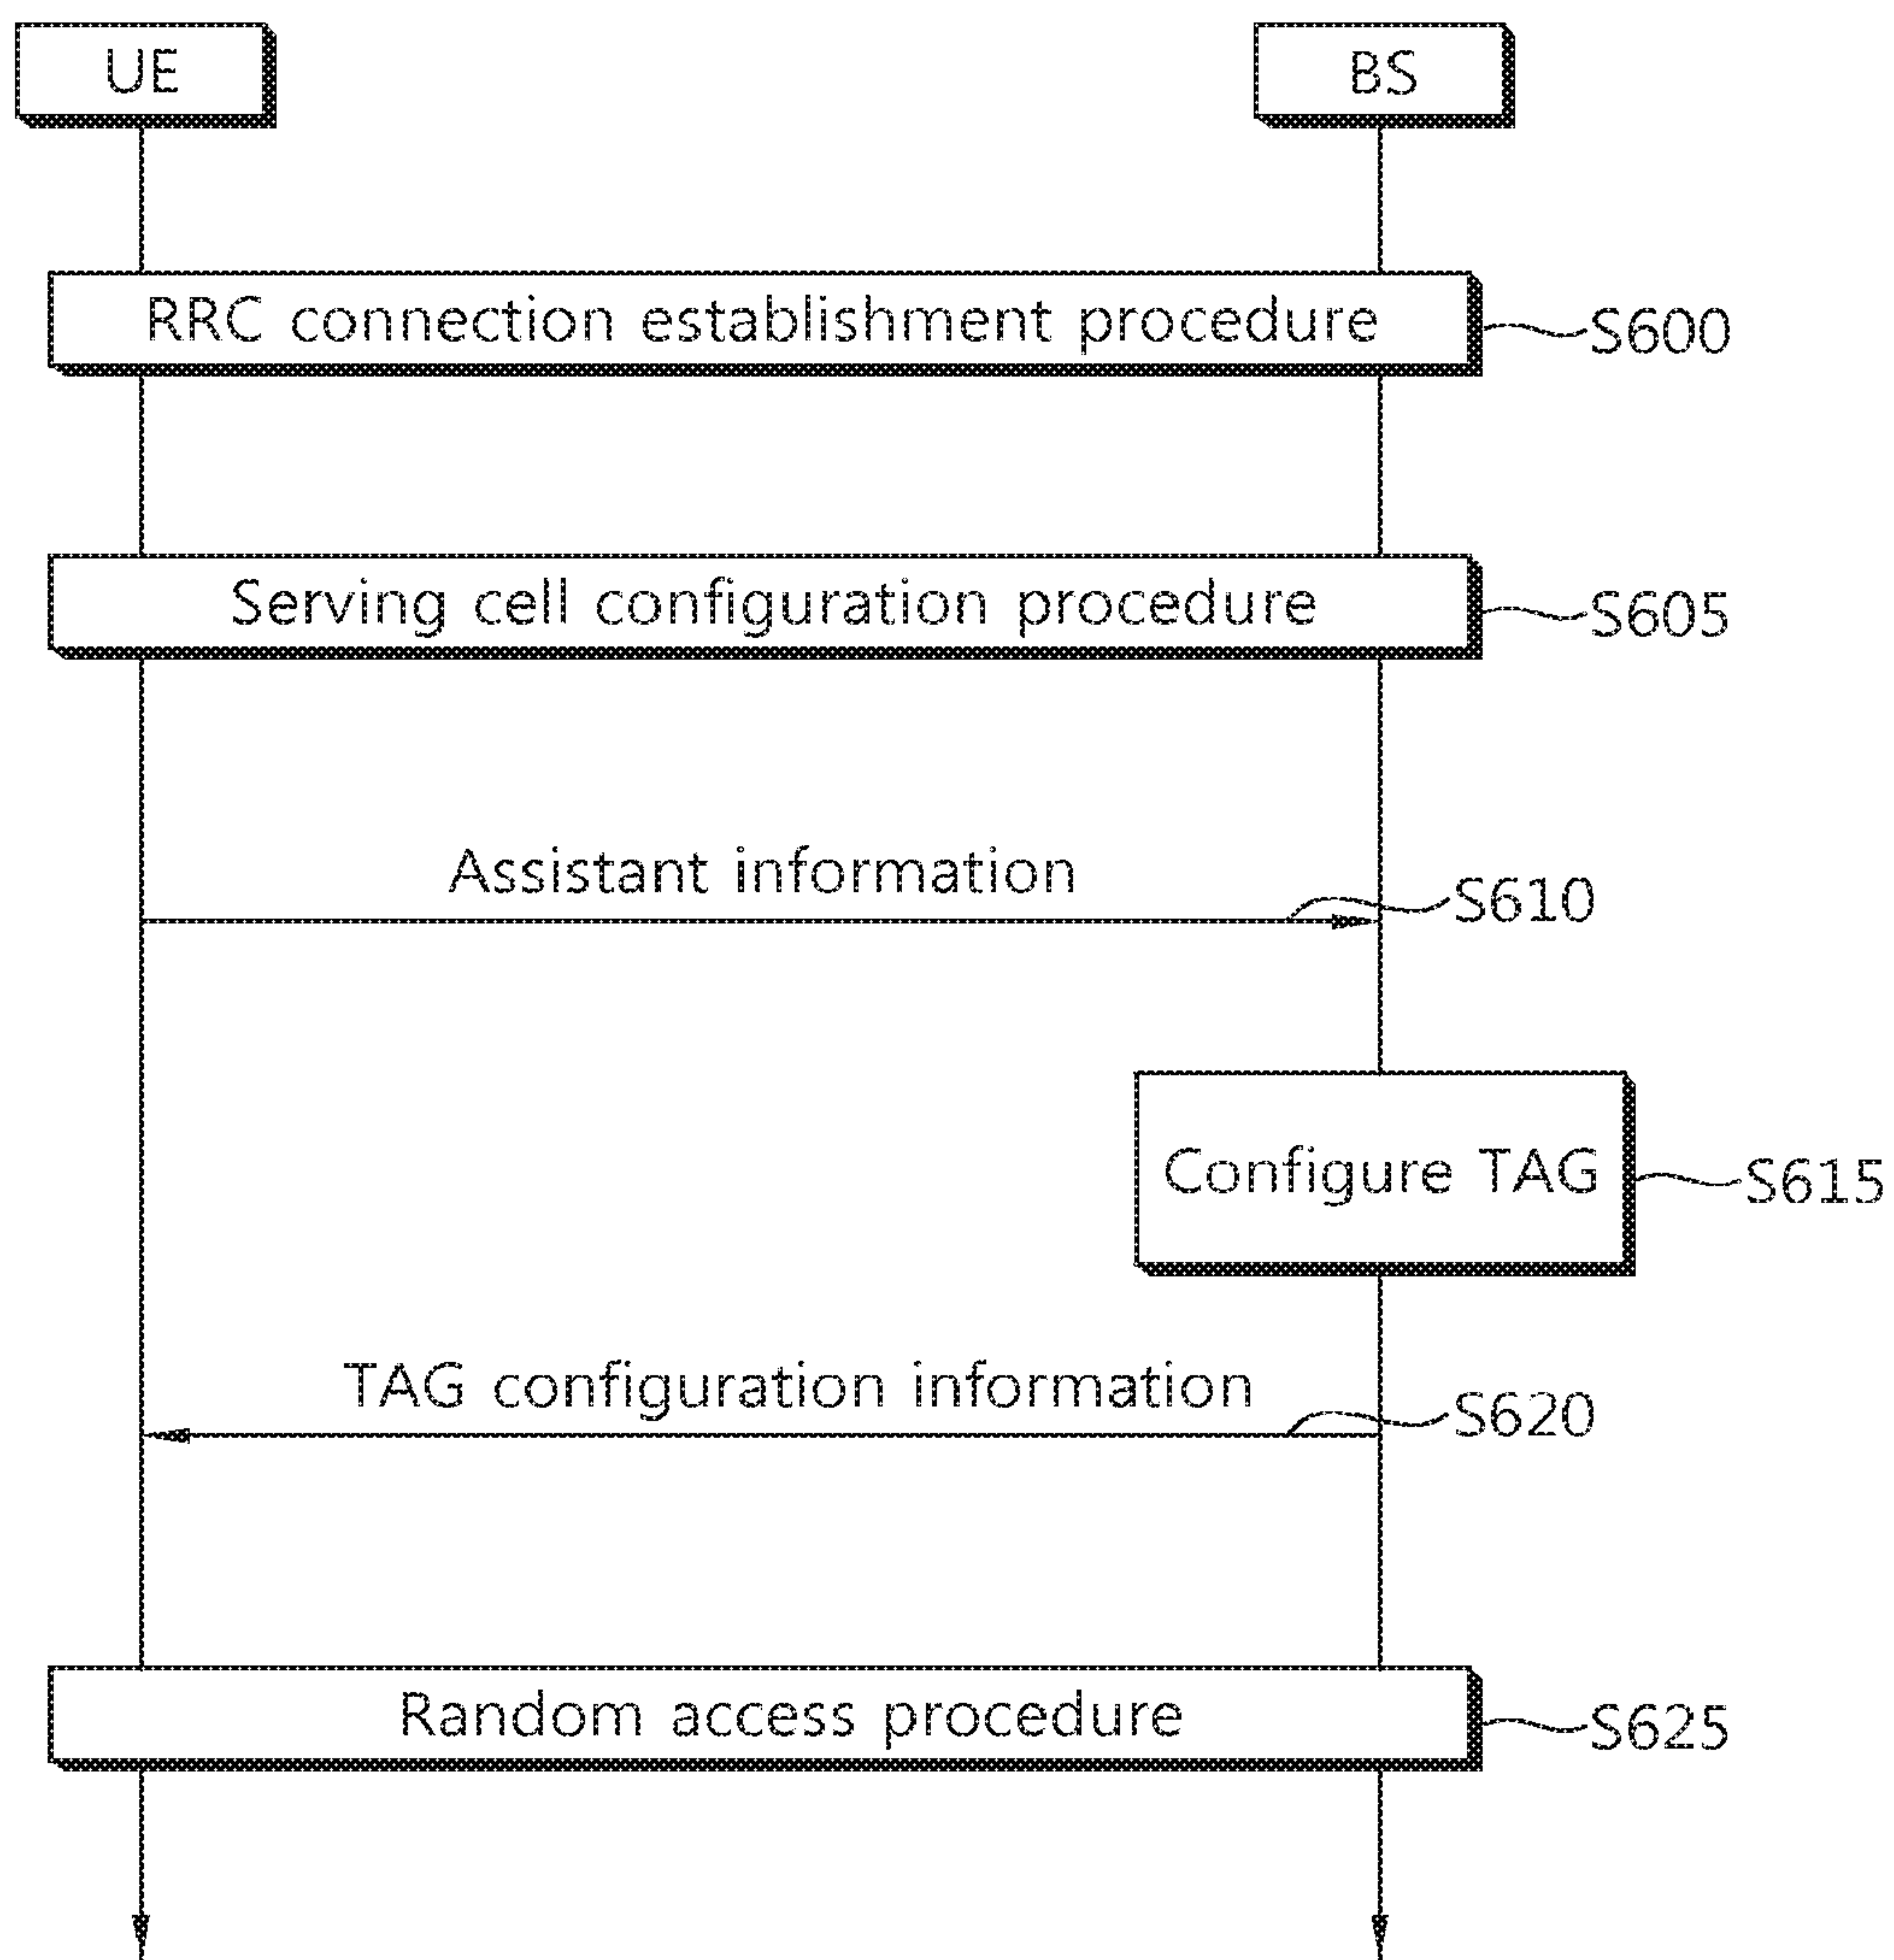 UE
BS
RRC connection establishment procedure
S600
Serving cell configuration procedure
S605
Assistant information
S610
Configure TAG
S615
TAG configuration information
S620
Random access procedure
S625